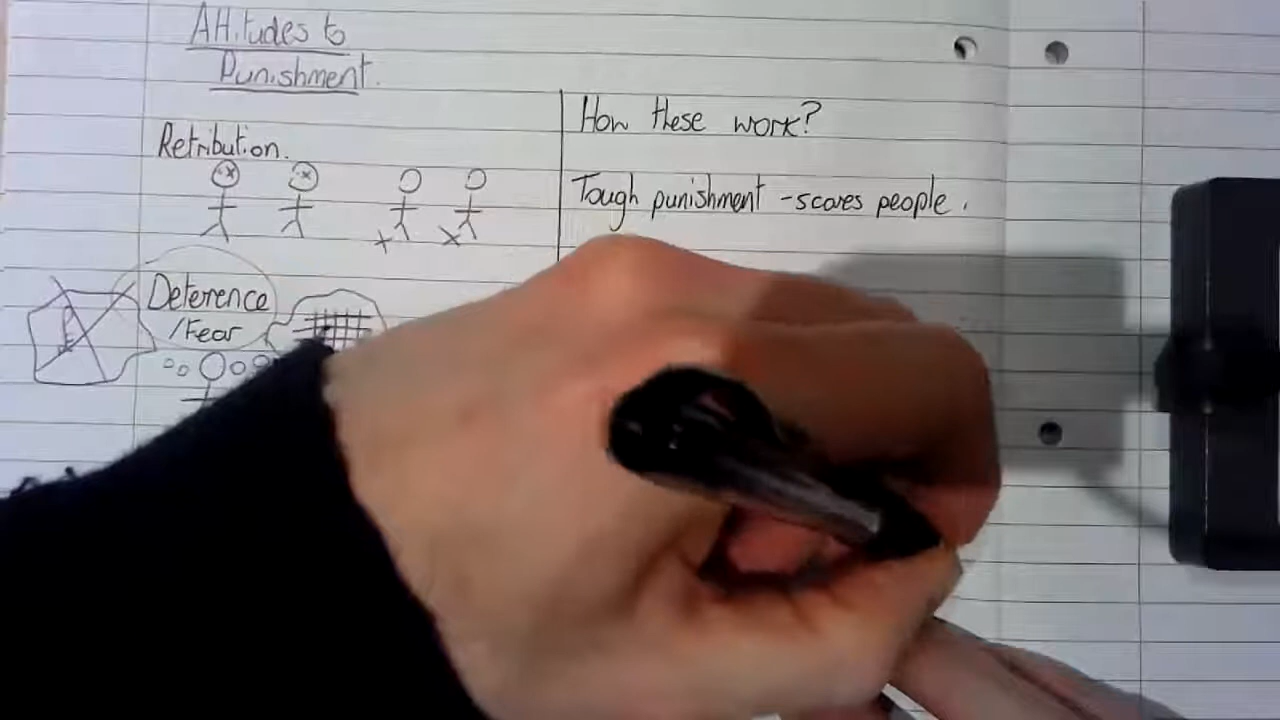 Attitudes to
Punishment.
Retribution.
Deterence
/Fear
How these work?
Tough punishment - scares people.